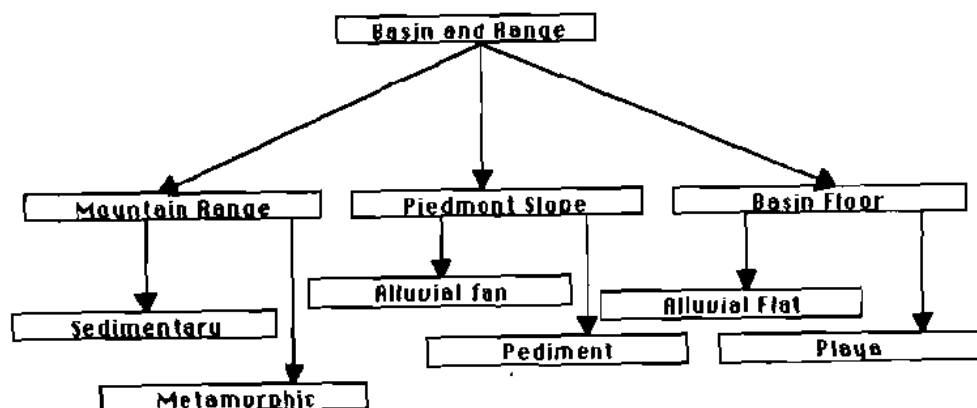 Basin and Range
Mountain Range
Piedmont Slope
Basin Floor
Alluvial fan
Alluvial Flat
Sedimentary
Pediment
Playa
Metamorphic